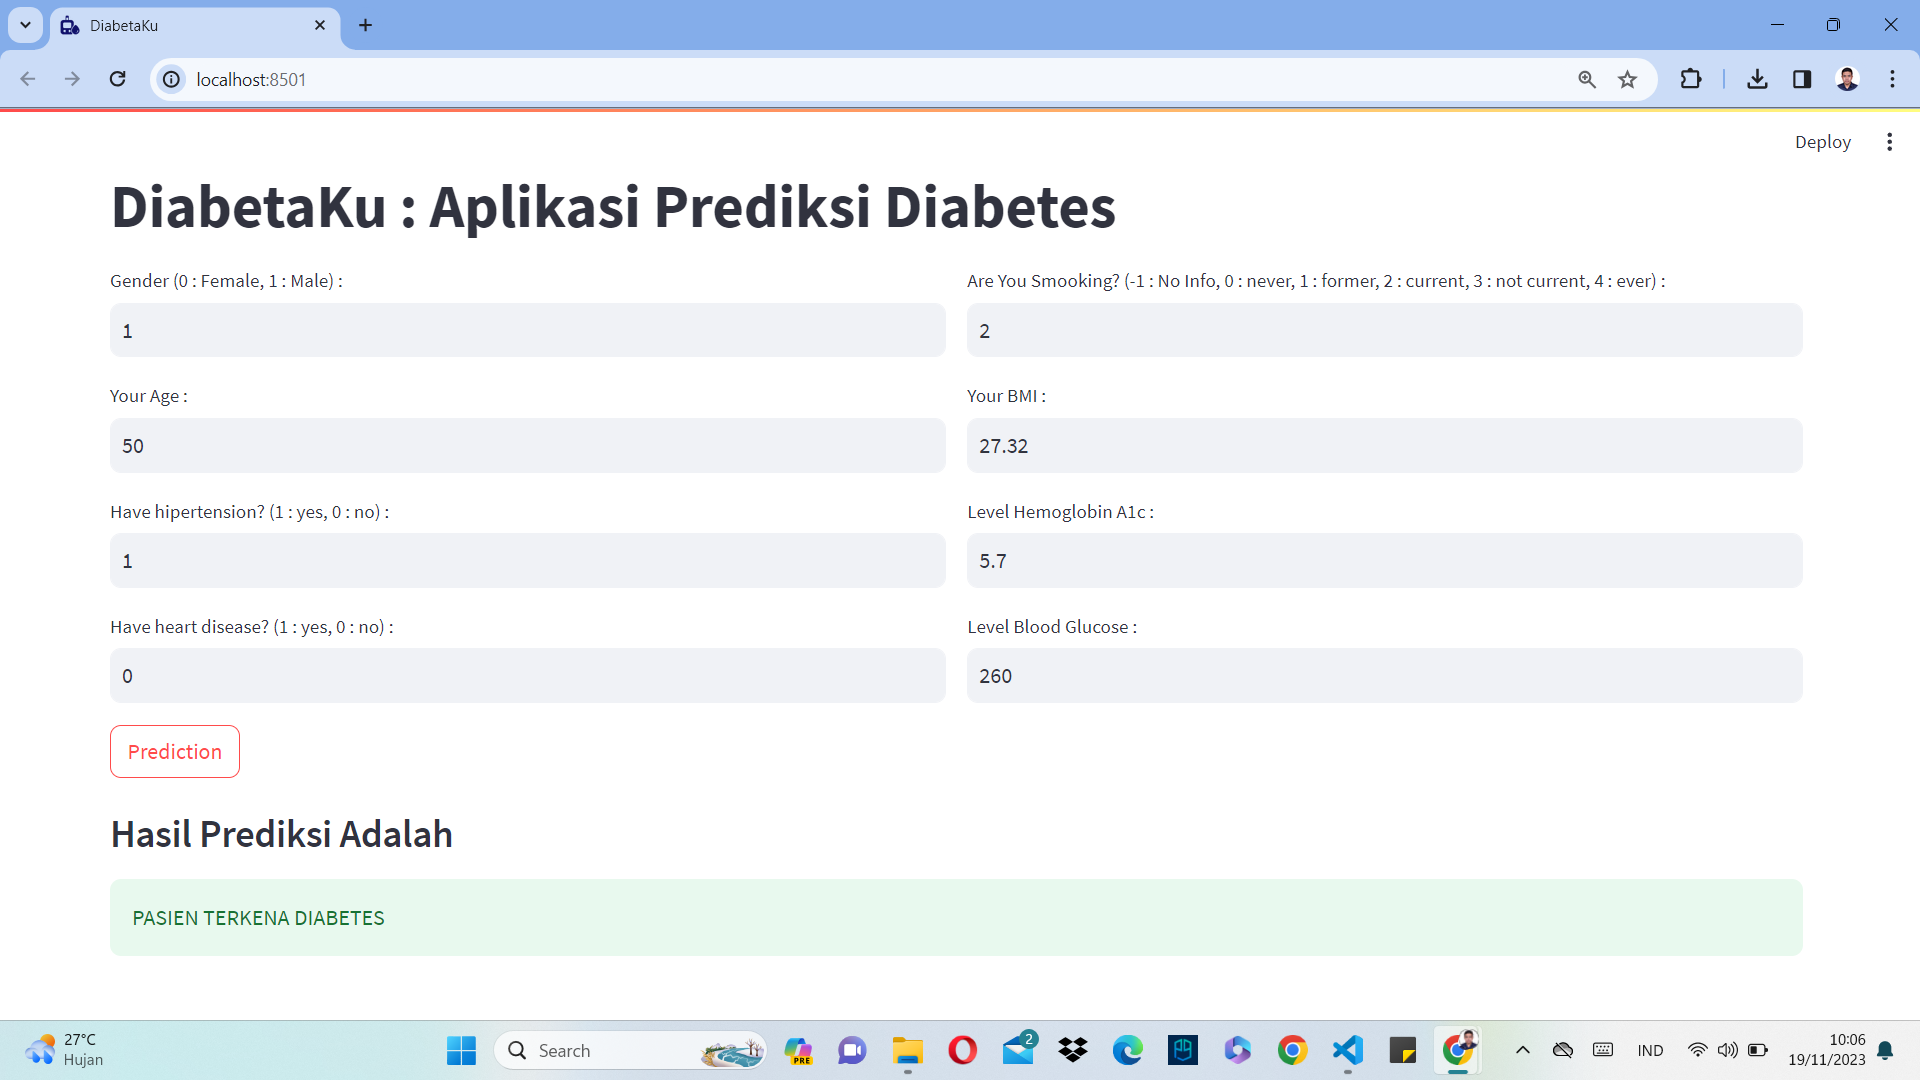 DiabetaKu
localhost:8501
Deploy
DiabetaKu : Aplikasi Prediksi Diabetes
Gender (0 : Female, 1 : Male) :
1
Are You Smooking? (-1 : No Info, 0 : never, 1 : former, 2 : current, 3 : not current, 4 : ever) :
2
Your Age :
50
Your BMI :
27.32
Have hipertension? (1 : yes, 0 : no) :
1
Level Hemoglobin A1c :
5.7
Have heart disease? (1 : yes, 0 : no) :
0
Level Blood Glucose :
260
Prediction
Hasil Prediksi Adalah
PASIEN TERKENA DIABETES
27°C
Hujan
Search
PRE
2
IND
10:06
19/11/2023